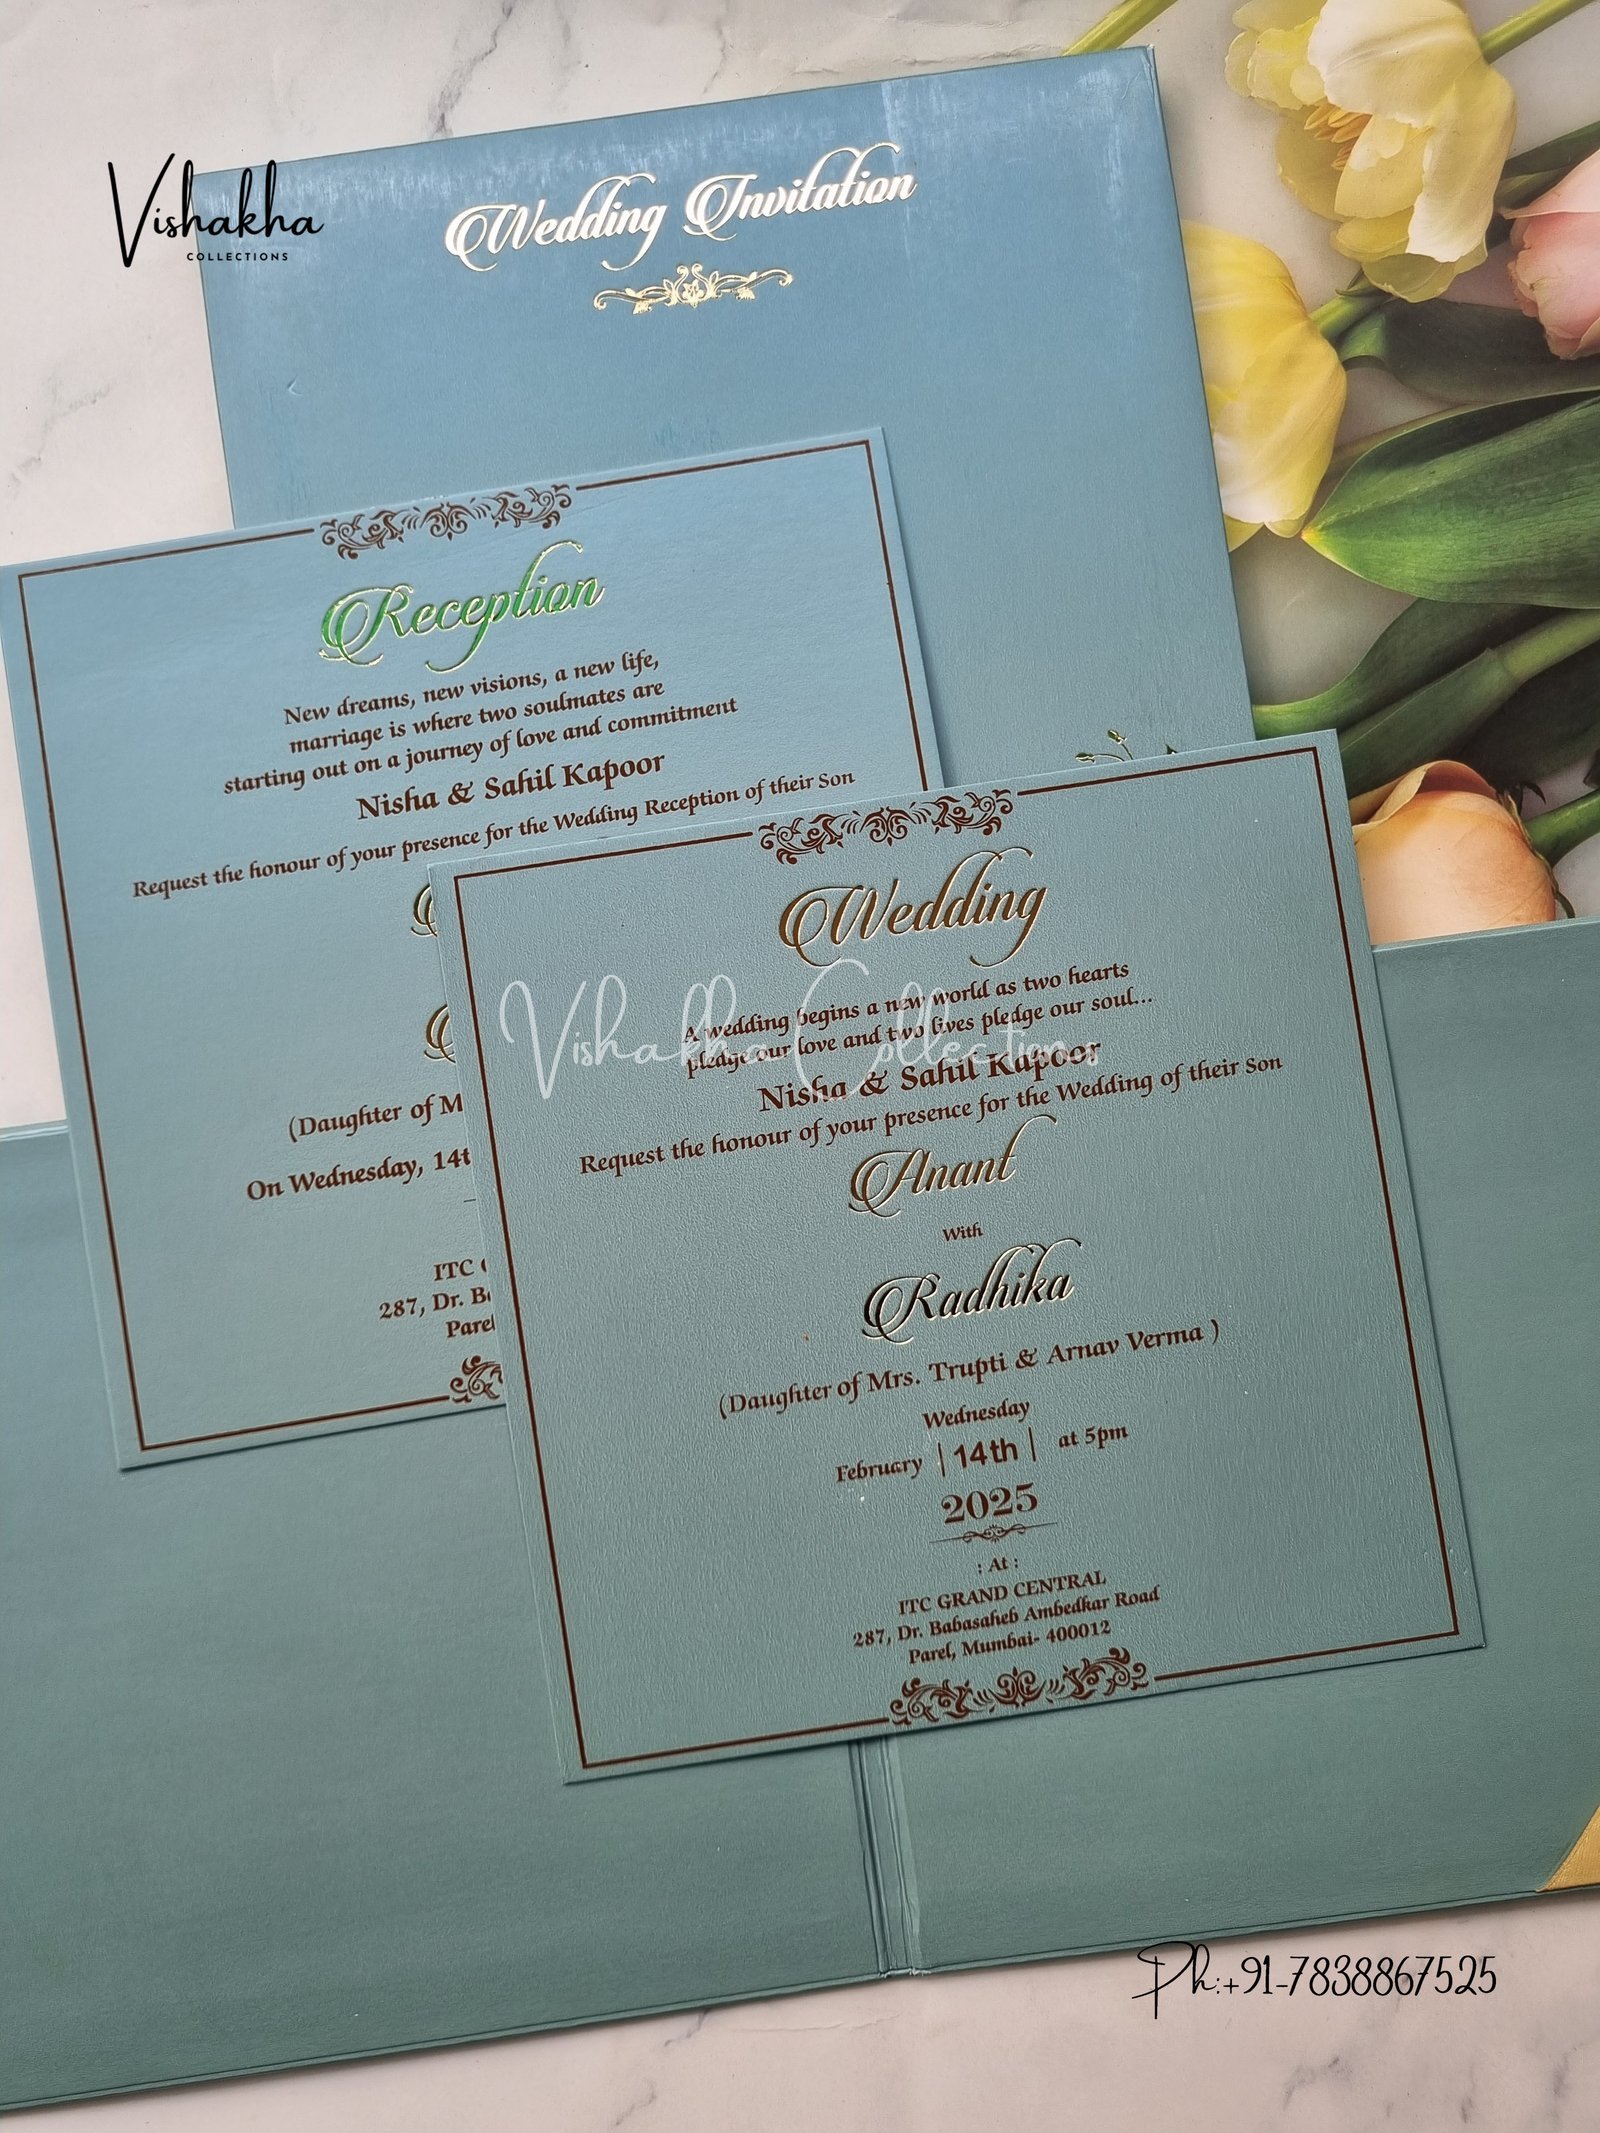 Vishakha
COLLECTIONS
Wedding Invitation
Reception
New dreams, new visions, a new life,
marriage is where two soulmates are
starting out on a journey of love and commitment
Nisha & Sahil Kapoor
Request the honour of your presence for the Wedding Reception of their Son
(Daughter of M
On Wednesday, 14t
ITC
287, Dr. B
Parel
Wedding
A wedding begins a new world as two hearts
pledge our love and two lives pledge our soul...
Vishakha Collections
Nisha & Sahil Kapoor
Request the honour of your presence for the Wedding of their Son
Anant
With
Radhika
(Daughter of Mrs. Trupti & Arnav Verma )
Wednesday
February | 14th | at 5pm
2025
: At :
ITC GRAND CENTRAL
287, Dr. Babasaheb Ambedkar Road
Parel, Mumbai- 400012
Ph:+91-7838867525